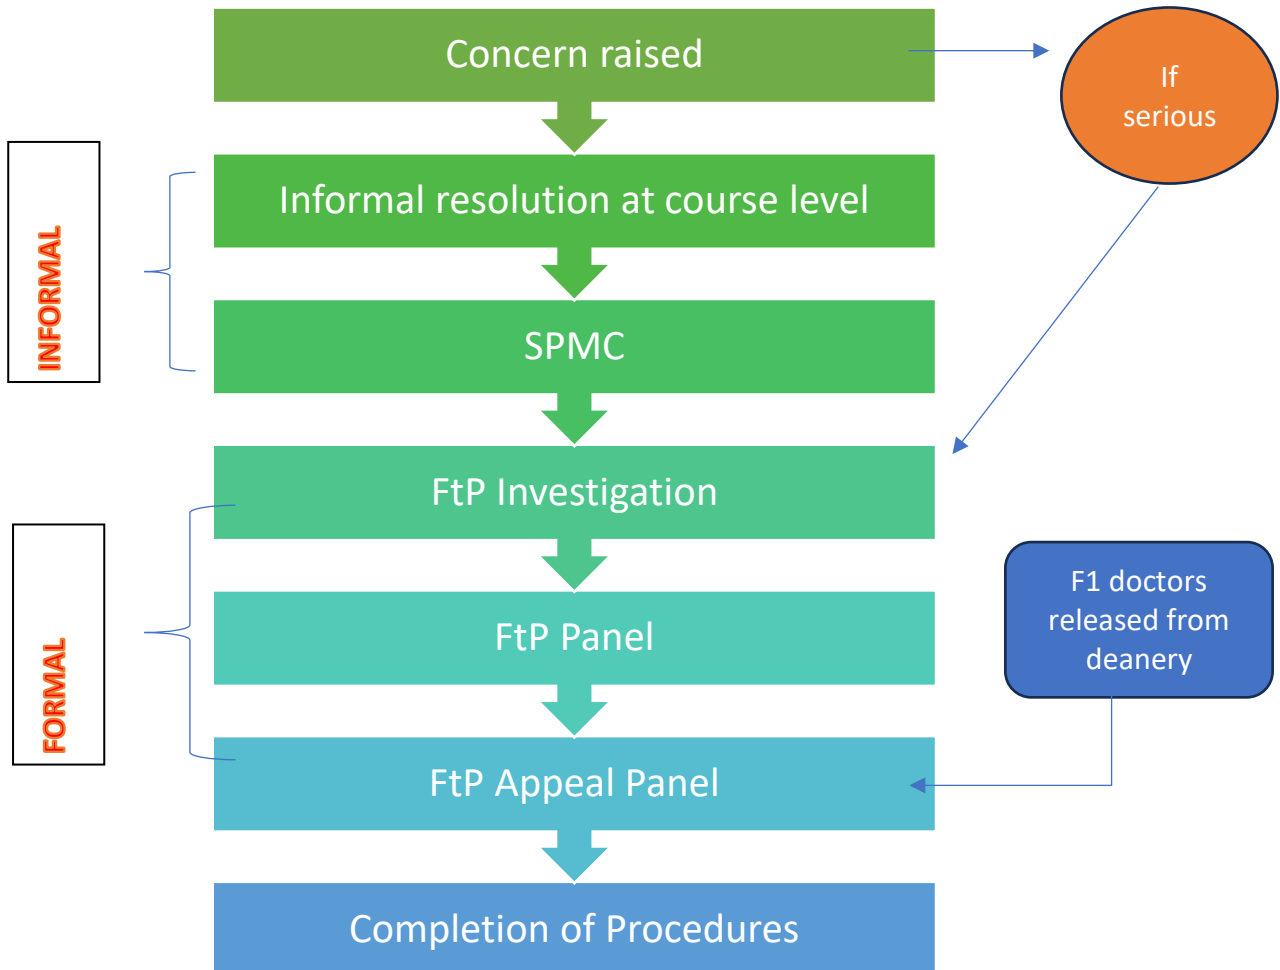 Concern raised
If
serious
INFORMAL
Informal resolution at course level
SPMC
FORMAL
FtP Investigation
FtP Panel
F1 doctors
released from
deanery
FtP Appeal Panel
Completion of Procedures